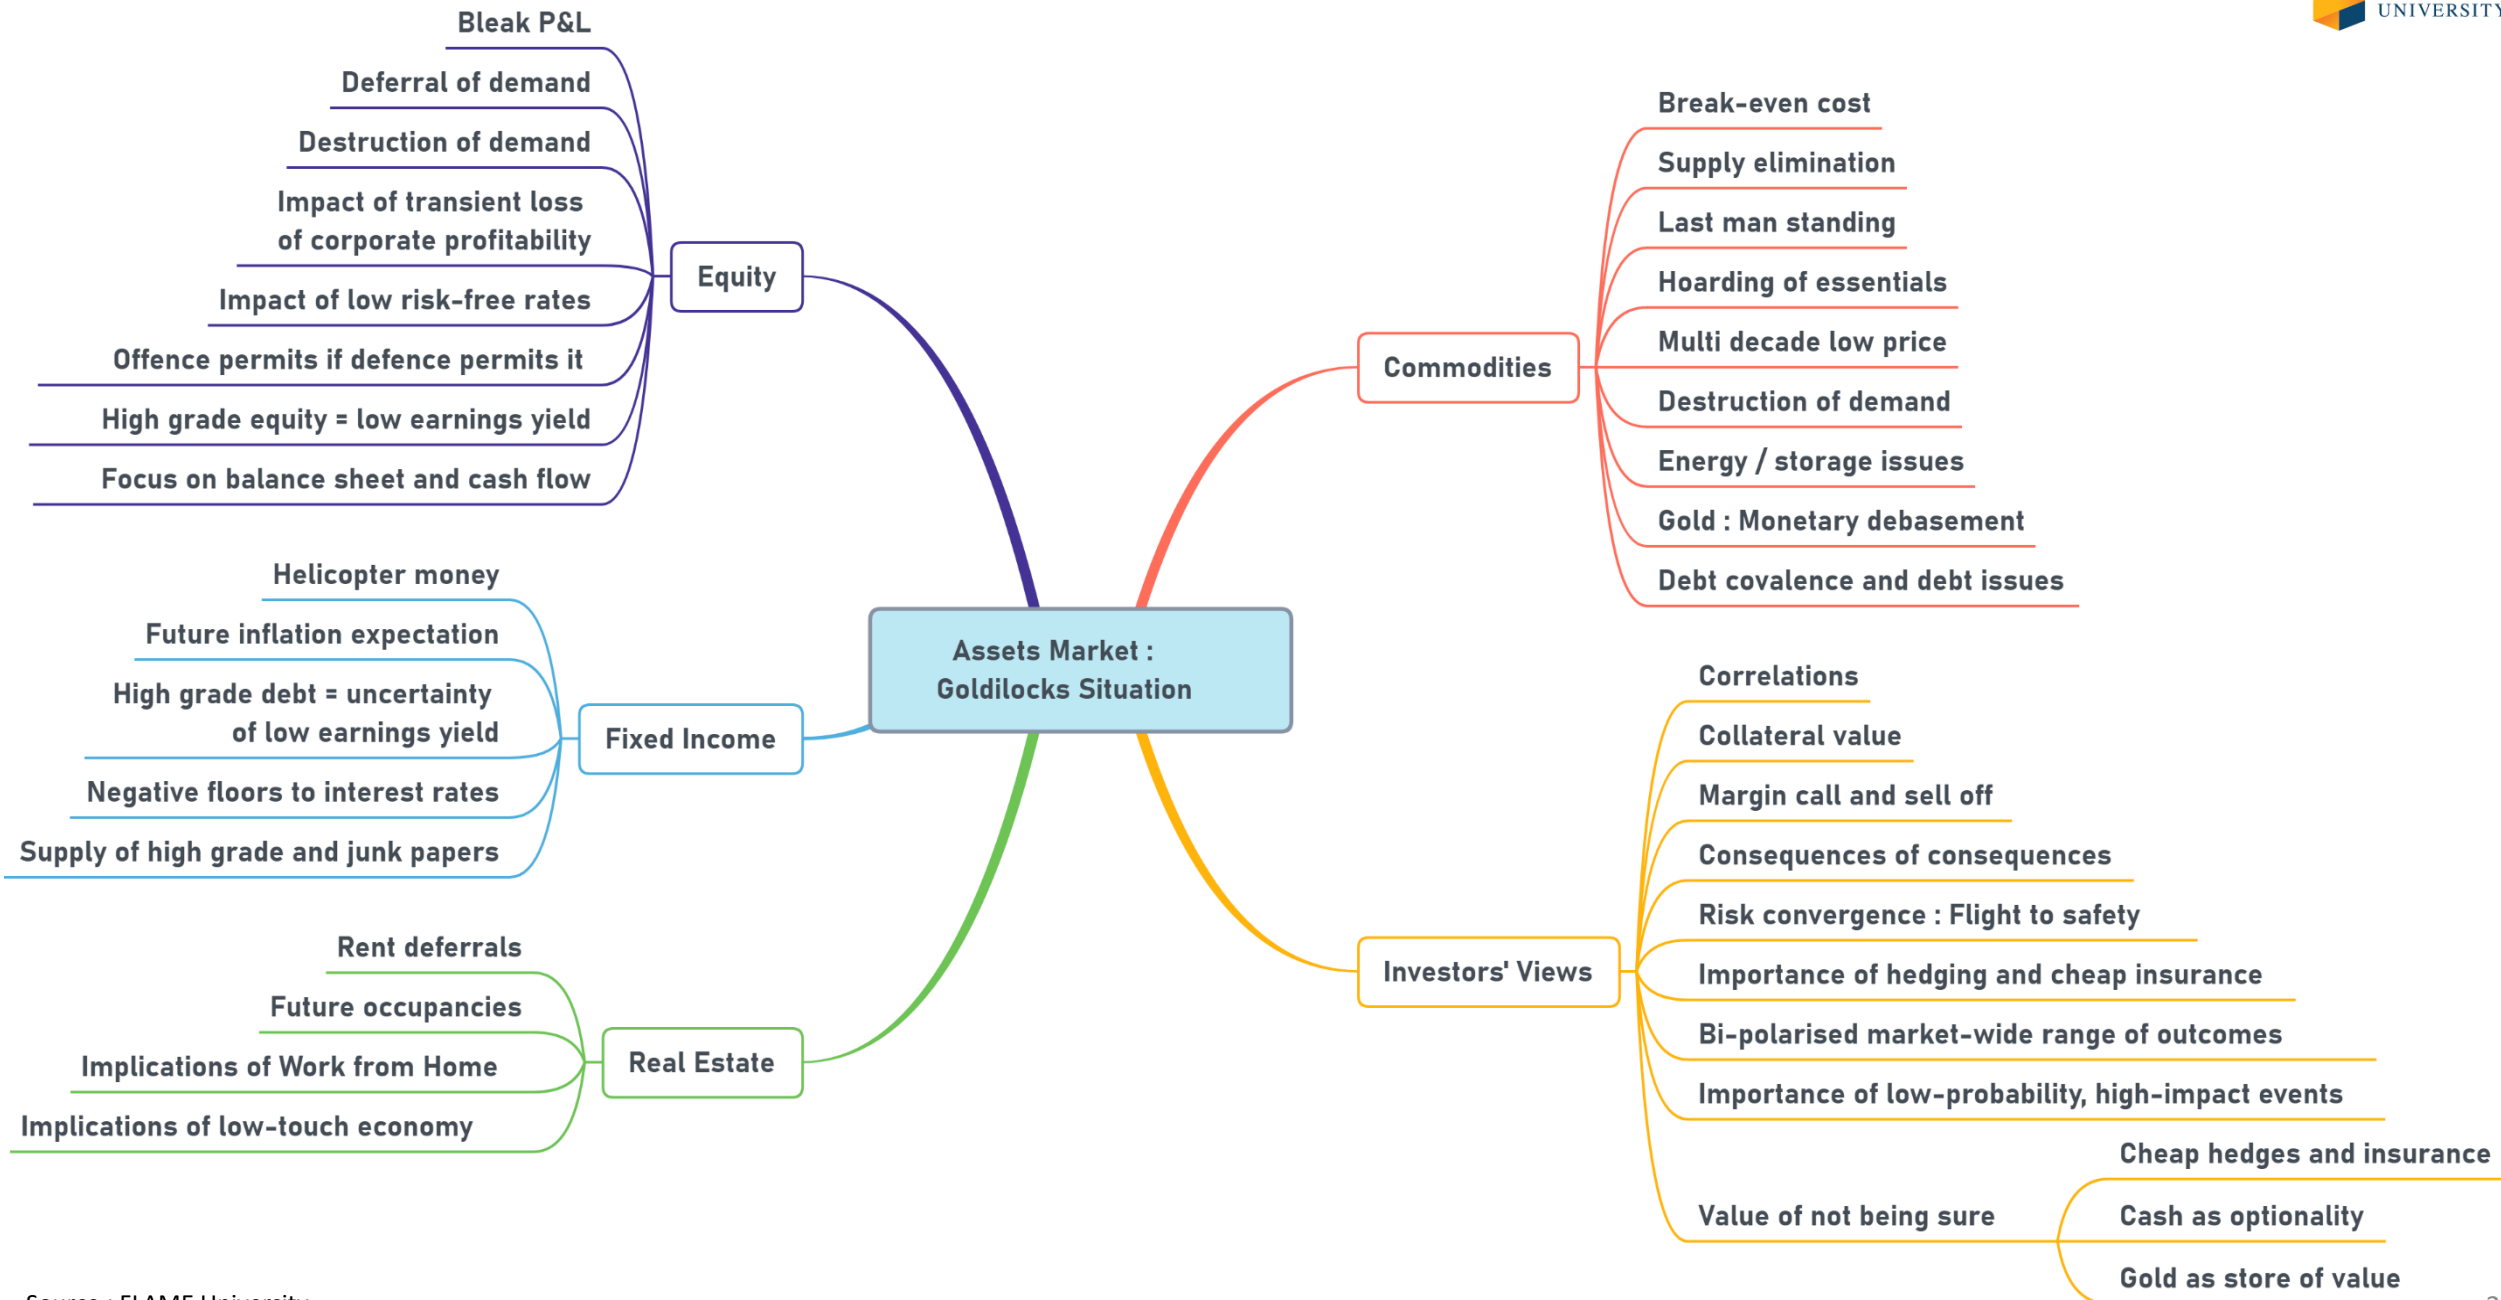 UNIVERSITY
Bleak P&L
Deferral of demand
Destruction of demand
Impact of transient loss
of corporate profitability
Impact of low risk-free rates
Offence permits if defence permits it
High grade equity = low earnings yield
Focus on balance sheet and cash flow
Equity
Helicopter money
Future inflation expectation
High grade debt = uncertainty
of low earnings yield
Negative floors to interest rates
Supply of high grade and junk papers
Fixed Income
Rent deferrals
Future occupancies
Implications of Work from Home
Implications of low-touch economy
Real Estate
Assets Market :
Goldilocks Situation
Commodities
Break-even cost
Supply elimination
Last man standing
Hoarding of essentials
Multi decade low price
Destruction of demand
Energy / storage issues
Gold : Monetary debasement
Debt covalence and debt issues
Investors' Views
Correlations
Collateral value
Margin call and sell off
Consequences of consequences
Risk convergence : Flight to safety
Importance of hedging and cheap insurance
Bi-polarised market-wide range of outcomes
Importance of low-probability, high-impact events
Value of not being sure
Cheap hedges and insurance
Cash as optionality
Gold as store of value
Source : FLAME University